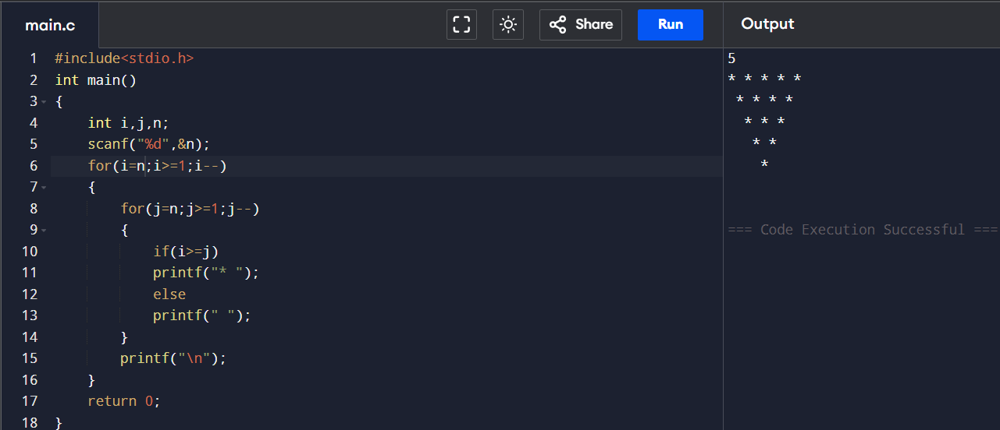 main.c Share Run Output
1 #include<stdio.h>
2 int main()
3 {
4     int i,j,n;
5     scanf("%d",&n);
6     for(i=n;i>=1;i--)
7     {
8         for(j=n;j>=1;j--)
9         {
10             if(i>=j)
11             printf("* ");
12             else
13             printf(" ");
14         }
15         printf("\n");
16     }
17     return 0;
18 }
5
* * * * *
 * * * *
  * * *
   * *
    *
=== Code Execution Successful ===